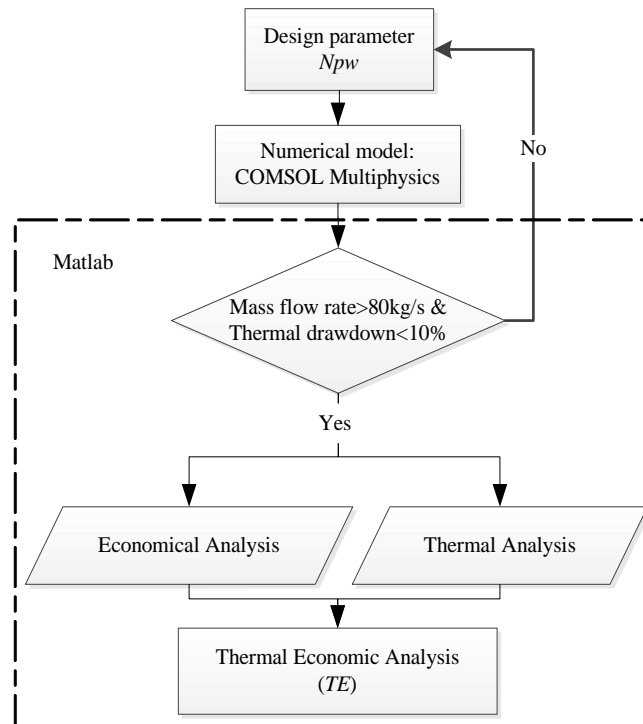 Design parameter
Npw
Numerical model:
COMSOL Multiphysics
No
Matlab
Mass flow rate>80kg/s &
Thermal drawdown<10%
Yes
Economical Analysis
Thermal Analysis
Thermal Economic Analysis
(TE)